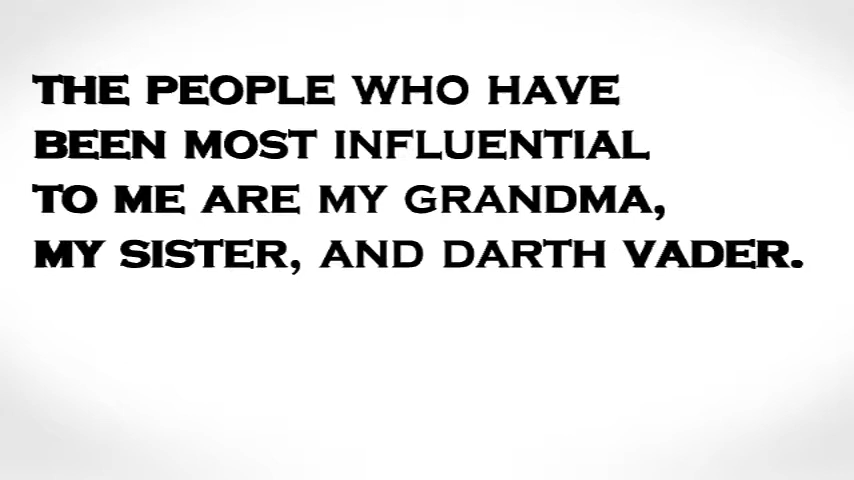 THE PEOPLE WHO HAVE
BEEN MOST INFLUENTIAL
TO ME ARE MY GRANDMA,
MY SISTER, AND DARTH VADER.